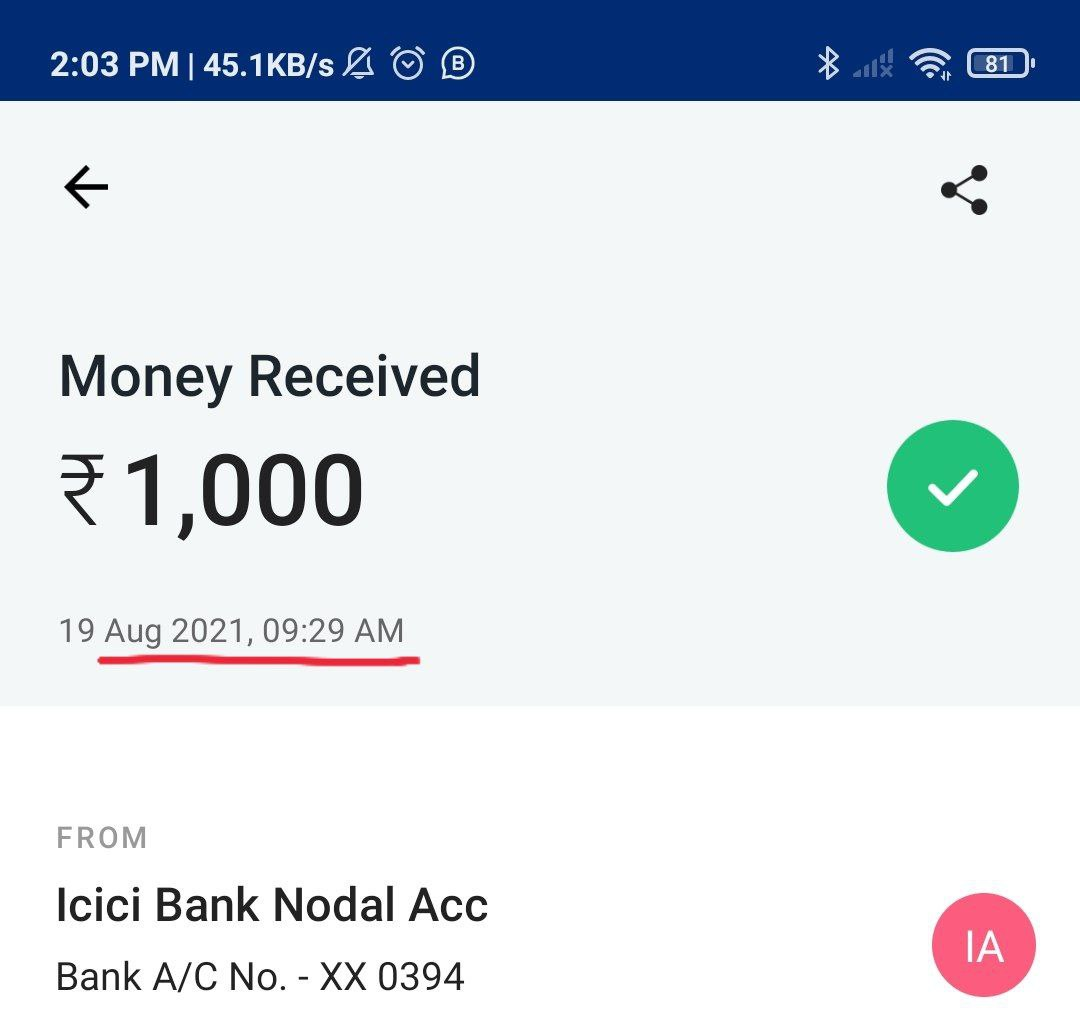 2:03 PM | 45.1KB/s B 81
Money Received
₹ 1,000
19 Aug 2021, 09:29 AM
FROM
Icici Bank Nodal Acc
IA
Bank A/C No. - XX 0394